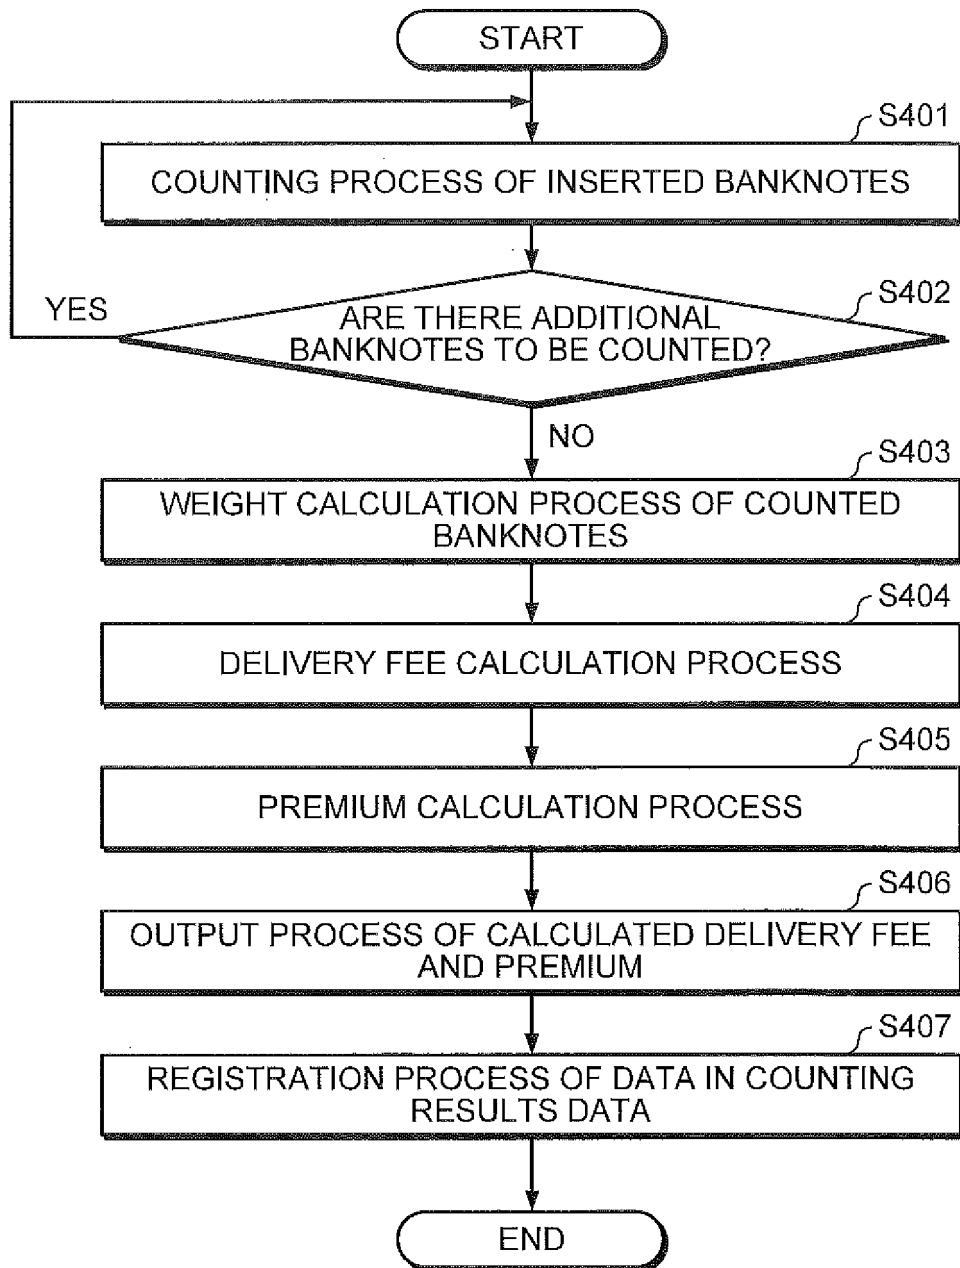 START
S401
COUNTING PROCESS OF INSERTED BANKNOTES
S402
YES
ARE THERE ADDITIONAL
BANKNOTES TO BE COUNTED?
NO
S403
WEIGHT CALCULATION PROCESS OF COUNTED
BANKNOTES
S404
DELIVERY FEE CALCULATION PROCESS
S405
PREMIUM CALCULATION PROCESS
S406
OUTPUT PROCESS OF CALCULATED DELIVERY FEE
AND PREMIUM
S407
REGISTRATION PROCESS OF DATA IN COUNTING
RESULTS DATA
END